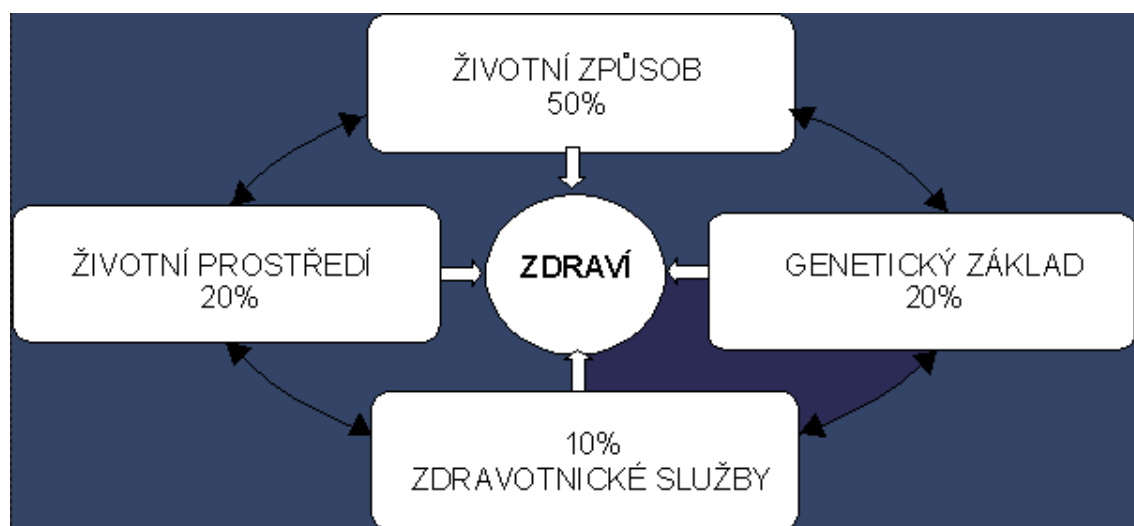 ŽIVOTNÍ ZPŮSOB
50%
ŽIVOTNÍ PROSTŘEDÍ
20%
ZDRAVÍ
GENETICKÝ ZÁKLAD
20%
10%
ZDRAVOTNICKÉ SLUŽBY